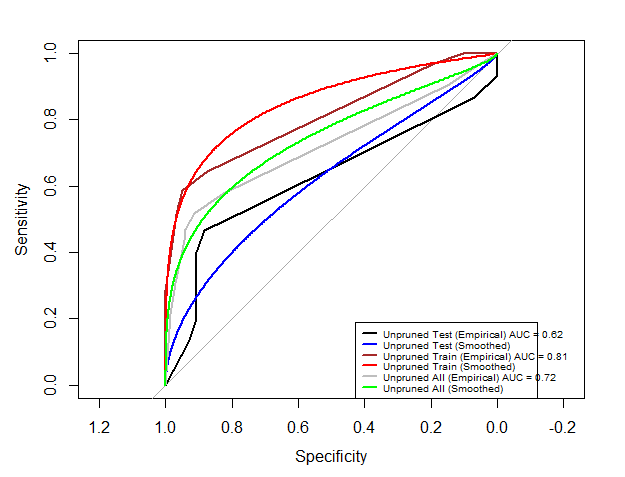 1.0
0.8
0.6
0.4
0.2
0.0
Sensitivity
Unpruned Test (Empirical) AUC = 0.62
Unpruned Test (Smoothed)
Unpruned Train (Empirical) AUC = 0.81
Unpruned Train (Smoothed)
Unpruned All (Empirical) AUC = 0.72
Unpruned All (Smoothed)
1.2 1.0 0.8 0.6 0.4 0.2 0.0 -0.2
Specificity